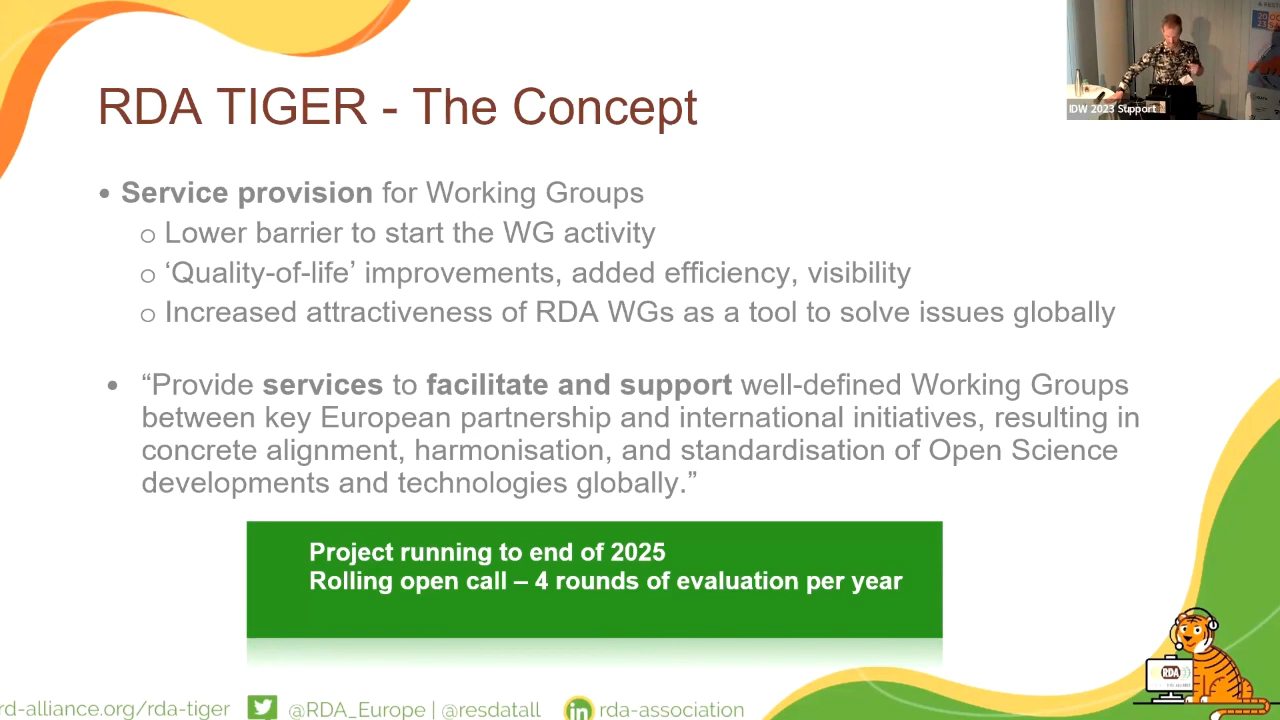 RDA TIGER - The Concept
IDW 2023 Support
• Service provision for Working Groups
o Lower barrier to start the WG activity
o ‘Quality-of-life’ improvements, added efficiency, visibility
o Increased attractiveness of RDA WGs as a tool to solve issues globally
• “Provide services to facilitate and support well-defined Working Groups
between key European partnership and international initiatives, resulting in
concrete alignment, harmonisation, and standardisation of Open Science
developments and technologies globally.”
Project running to end of 2025
Rolling open call – 4 rounds of evaluation per year
RDA
rd-alliance.org/rda-tiger @RDA_Europe | in rda-association